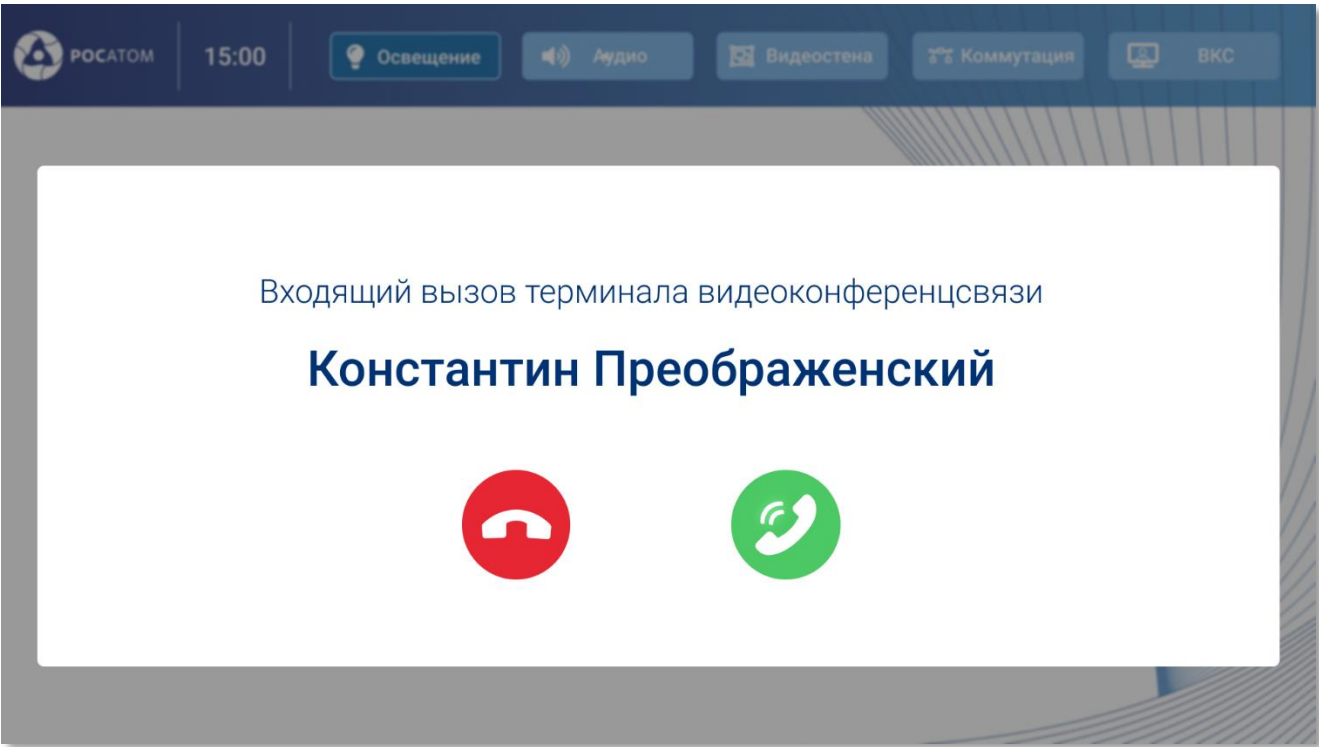 РОСАТОМ
15:00
Освещение
Аудио
Видеостена
Коммутация
ВКС
Входящий вызов терминала видеоконференцсвязи
Константин Преображенский